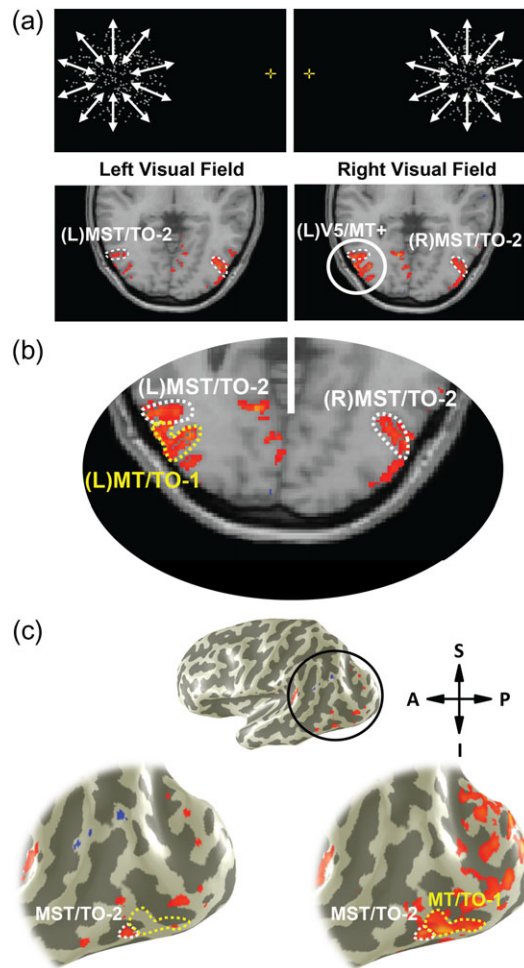 (a)
Left Visual Field
Right Visual Field
(L)MST/TO-2
(L)V5/MT+
(R)MST/TO-2
(b)
(L)MST/TO-2
(R)MST/TO-2
(L)MT/TO-1
(c)
S
A
P
I
MST/TO-2
MST/TO-2
MT/TO-1